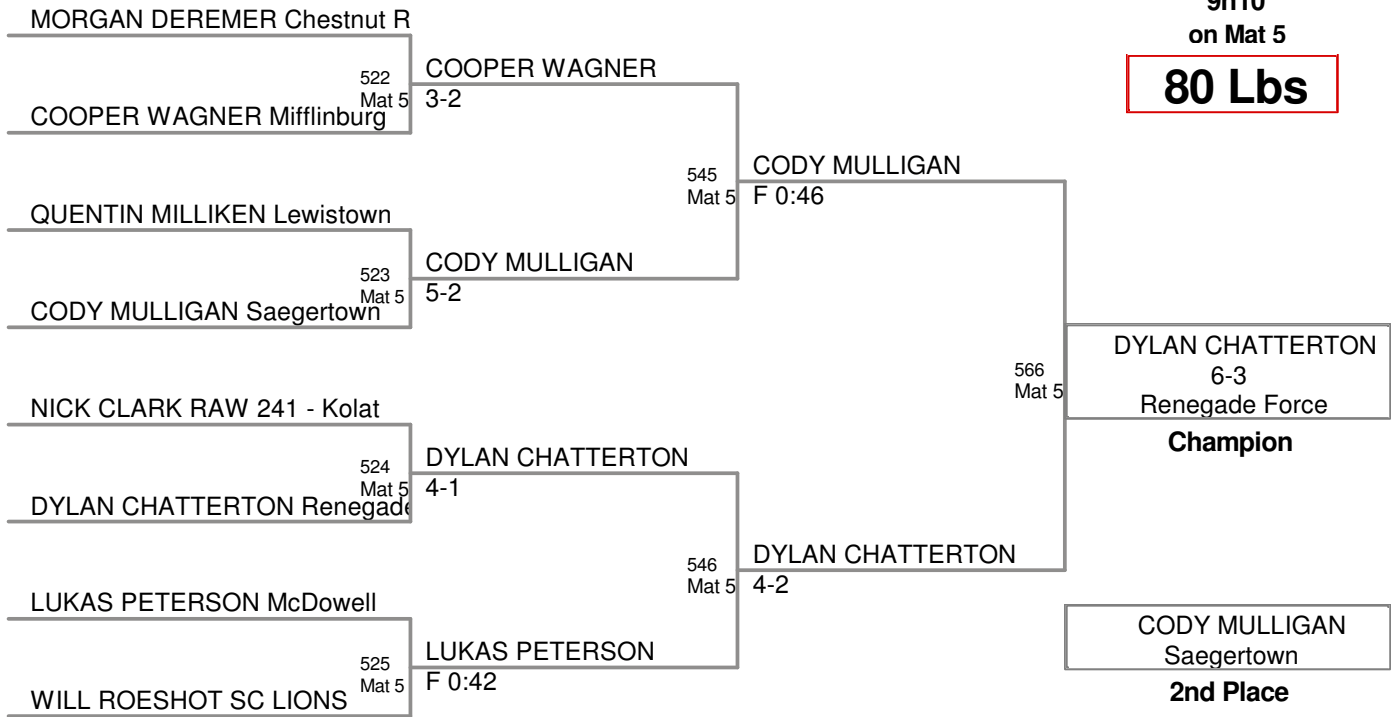 9h10
on Mat 5
80 Lbs
MORGAN DEREMER Chestnut R
522
Mat 5
COOPER WAGNER
3-2
COOPER WAGNER Mifflinburg
545
Mat 5
CODY MULLIGAN
F 0:46
QUENTIN MILLIKEN Lewistown
523
Mat 5
CODY MULLIGAN
5-2
CODY MULLIGAN Saegertown
566
Mat 5
DYLAN CHATTERTON
6-3
Renegade Force
Champion
NICK CLARK RAW 241 - Kolat
524
Mat 5
DYLAN CHATTERTON
4-1
DYLAN CHATTERTON Renegade
546
Mat 5
DYLAN CHATTERTON
4-2
LUKAS PETERSON McDowell
525
Mat 5
LUKAS PETERSON
F 0:42
WILL ROESHOT SC LIONS
CODY MULLIGAN
Saegertown
2nd Place